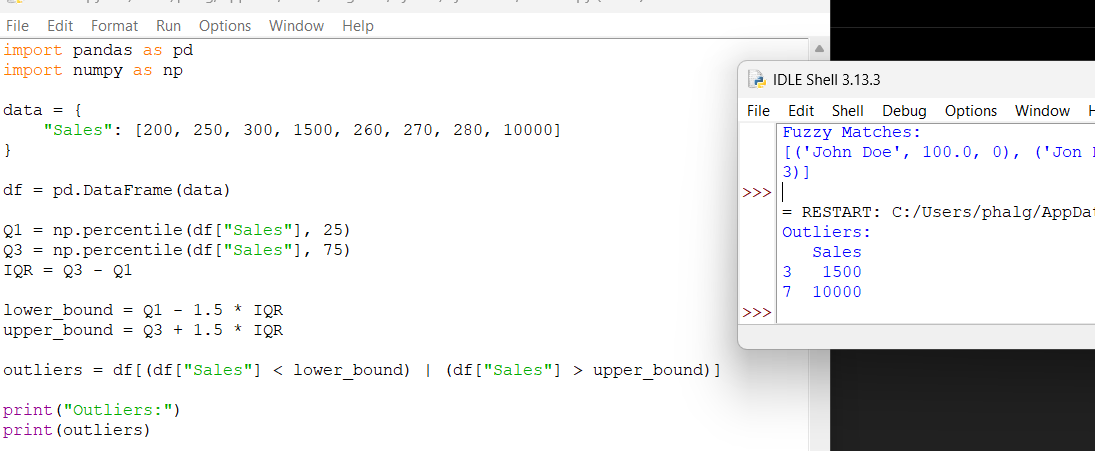 File Edit Format Run Options Window Help
import pandas as pd
import numpy as np
data = {
    "Sales": [200, 250, 300, 1500, 260, 270, 280, 10000]
}
df = pd.DataFrame(data)
Q1 = np.percentile(df["Sales"], 25)
Q3 = np.percentile(df["Sales"], 75)
IQR = Q3 - Q1
lower_bound = Q1 - 1.5 * IQR
upper_bound = Q3 + 1.5 * IQR
outliers = df[(df["Sales"] < lower_bound) | (df["Sales"] > upper_bound)]
print("Outliers:")
print(outliers)
IDLE Shell 3.13.3
File Edit Shell Debug Options Window
Fuzzy Matches:
[('John Doe', 100.0, 0), ('Jon
3)]
>>>
= RESTART: C:/Users/phalg/AppDat
Outliers:
   Sales
3   1500
7  10000
>>>